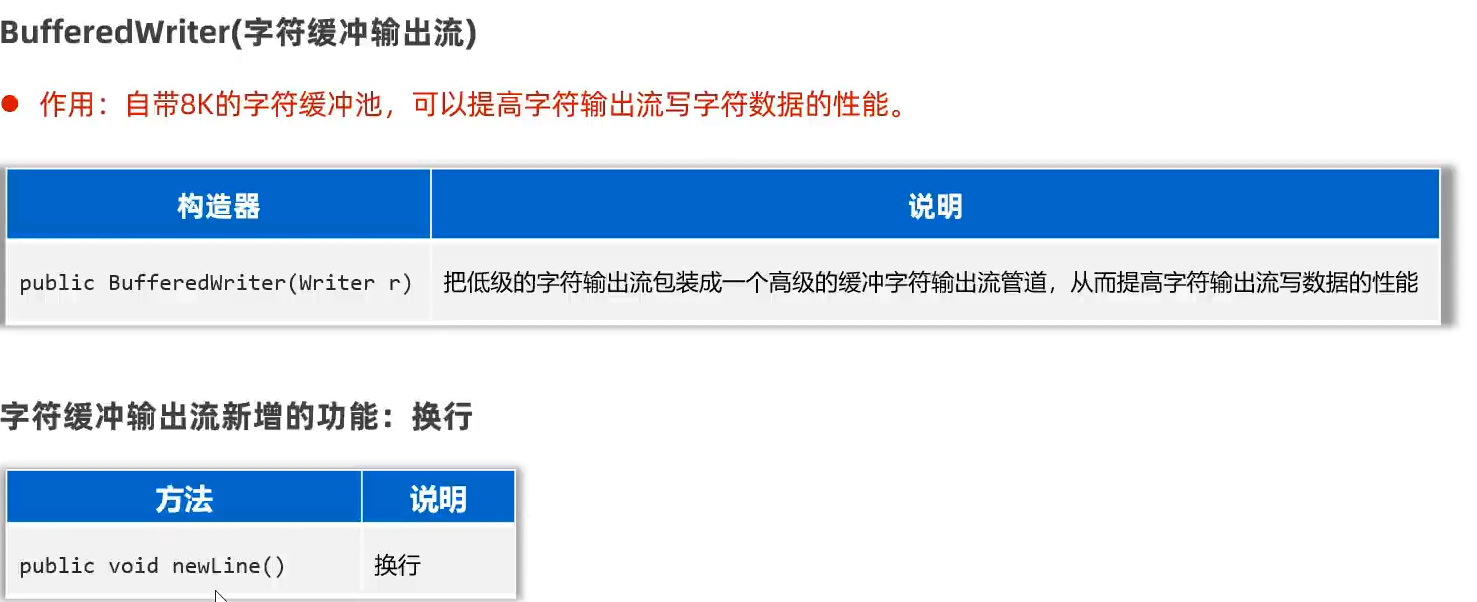 BufferedWriter(字符缓冲输出流)
作用：自带8K的字符缓冲池，可以提高字符输出流写字符数据的性能。
构造器 说明
public BufferedWriter(Writer r) 把低级的字符输出流包装成一个高级的缓冲字符输出流管道，从而提高字符输出流写数据的性能
字符缓冲输出流新增的功能：换行
方法 说明
public void newLine() 换行